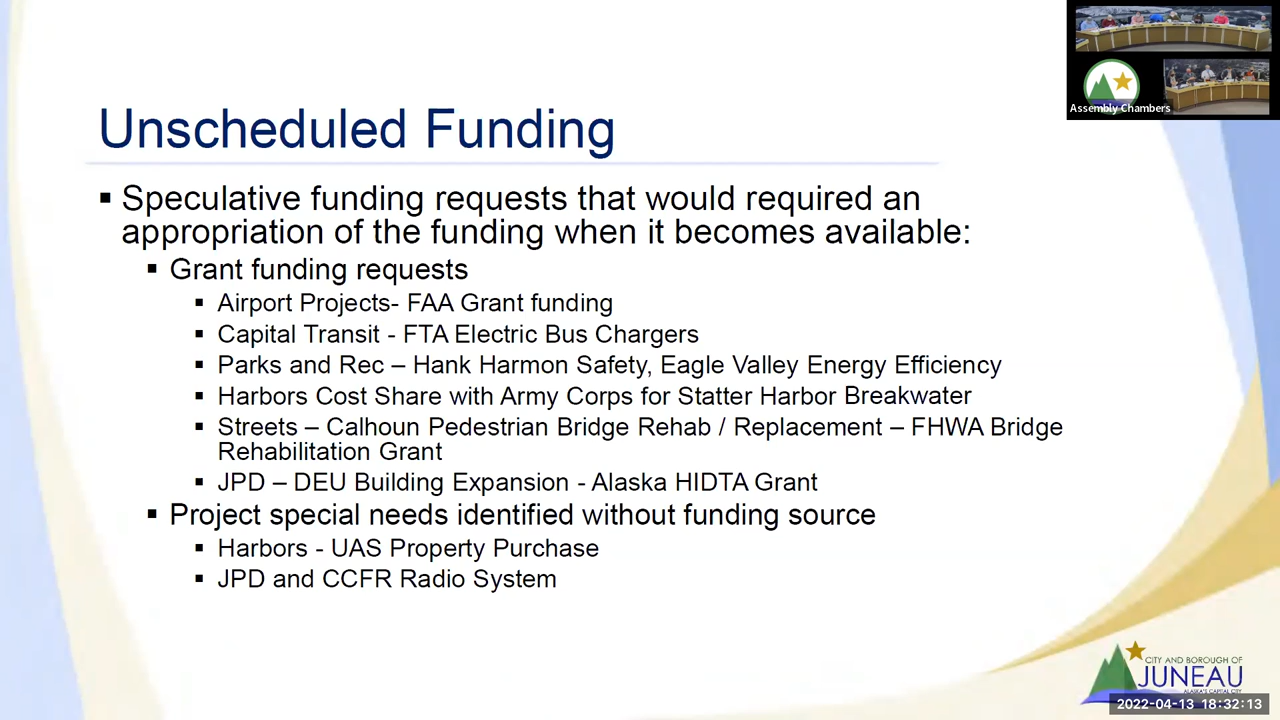 Assembly Chambers
Unscheduled Funding
▪ Speculative funding requests that would required an
appropriation of the funding when it becomes available:
▪ Grant funding requests
▪ Airport Projects- FAA Grant funding
▪ Capital Transit - FTA Electric Bus Chargers
▪ Parks and Rec – Hank Harmon Safety, Eagle Valley Energy Efficiency
▪ Harbors Cost Share with Army Corps for Statter Harbor Breakwater
▪ Streets – Calhoun Pedestrian Bridge Rehab / Replacement – FHWA Bridge
Rehabilitation Grant
▪ JPD – DEU Building Expansion - Alaska HIDTA Grant
▪ Project special needs identified without funding source
▪ Harbors - UAS Property Purchase
▪ JPD and CCFR Radio System
CITY AND BOROUGH OF
JUNEAU
ALASKA'S CAPITAL CITY
2022-04-13 18:32:13